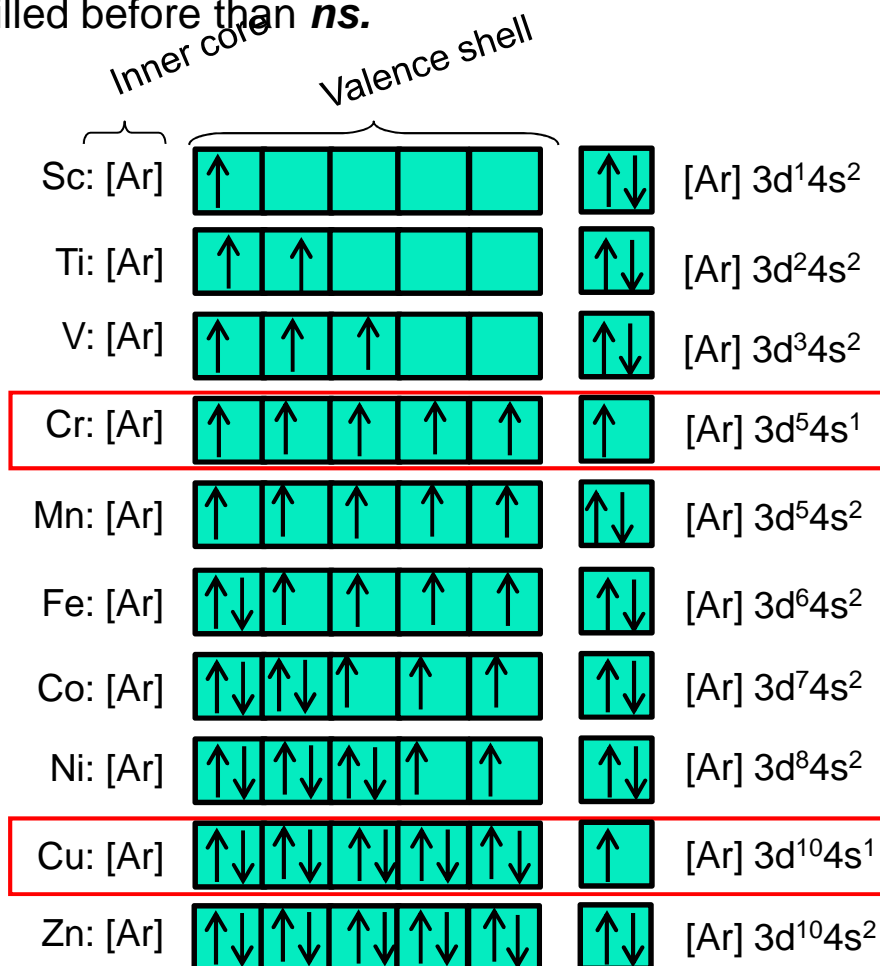 illed before than ns.
Inner core
Valence shell
Sc: [Ar] ↑ ↑↓ [Ar] 3d¹4s²
Ti: [Ar] ↑ ↑ ↑↓ [Ar] 3d²4s²
V: [Ar] ↑ ↑ ↑ ↑↓ [Ar] 3d³4s²
Cr: [Ar] ↑ ↑ ↑ ↑ ↑ ↑ [Ar] 3d⁵4s¹
Mn: [Ar] ↑ ↑ ↑ ↑ ↑ ↑↓ [Ar] 3d⁵4s²
Fe: [Ar] ↑↓ ↑ ↑ ↑ ↑ ↑↓ [Ar] 3d⁶4s²
Co: [Ar] ↑↓ ↑↓ ↑ ↑ ↑ ↑↓ [Ar] 3d⁷4s²
Ni: [Ar] ↑↓ ↑↓ ↑↓ ↑ ↑ ↑↓ [Ar] 3d⁸4s²
Cu: [Ar] ↑↓ ↑↓ ↑↓ ↑↓ ↑↓ ↑ [Ar] 3d¹⁰4s¹
Zn: [Ar] ↑↓ ↑↓ ↑↓ ↑↓ ↑↓ ↑↓ [Ar] 3d¹⁰4s²